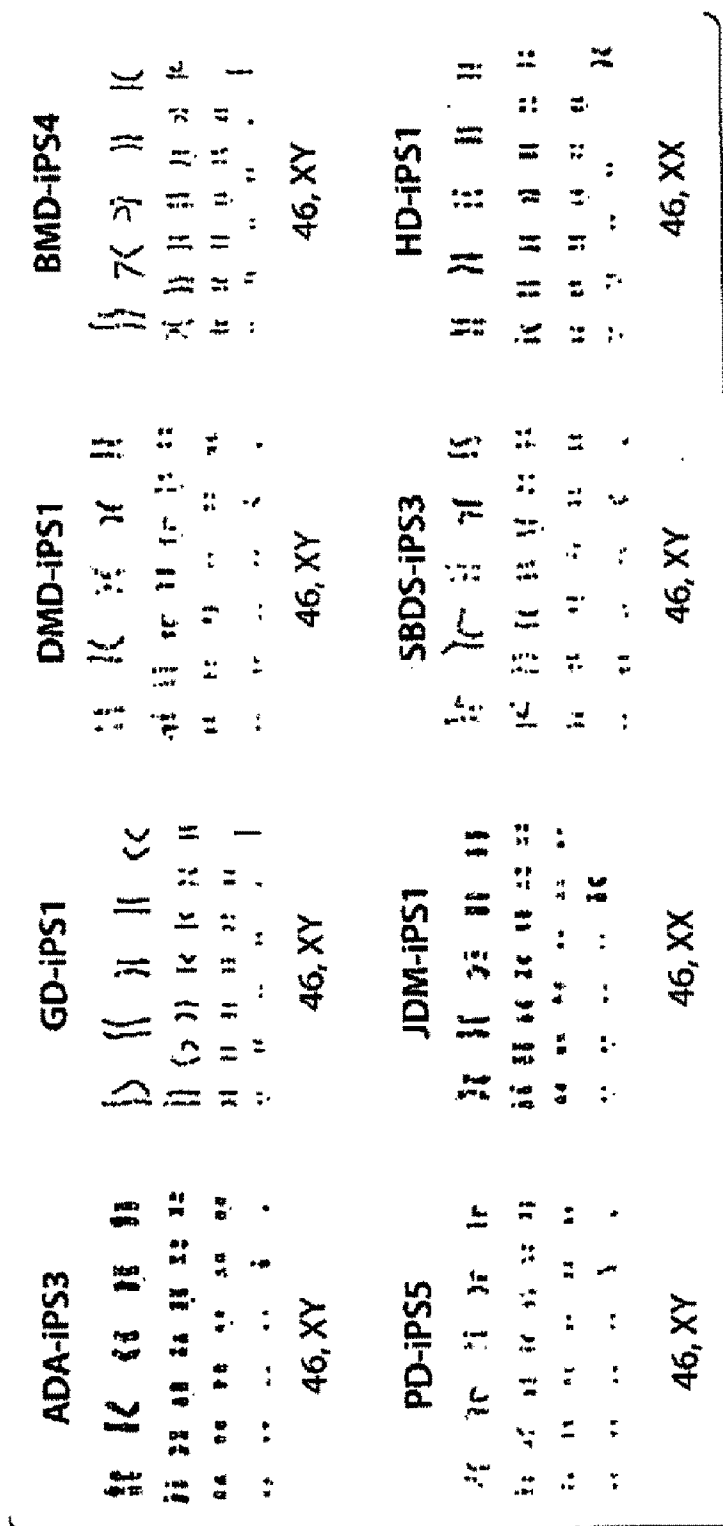 ADA-iPS3
46, XY
GD-iPS1
46, XY
DMD-iPS1
46, XY
BMD-iPS4
46, XY
PD-iPS5
46, XY
JDM-iPS1
46, XX
SBDS-iPS3
46, XY
HD-iPS1
46, XX